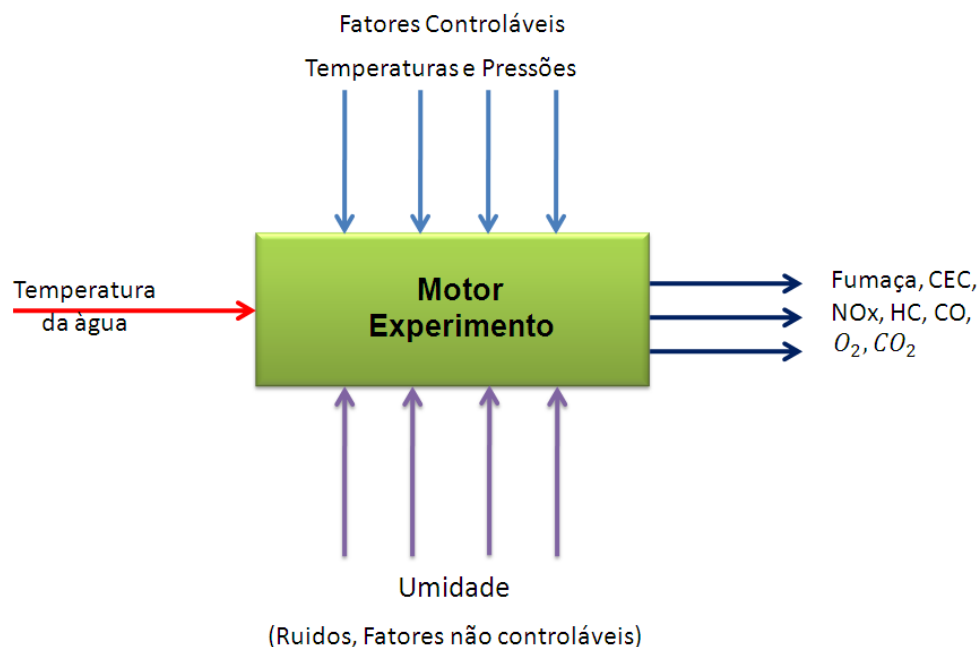 Fatores Controláveis
Temperaturas e Pressões
Temperatura
da àgua
Motor
Experimento
Fumaça, CEC,
NOx, HC, CO,
O₂, CO₂
Umidade
(Ruidos, Fatores não controláveis)